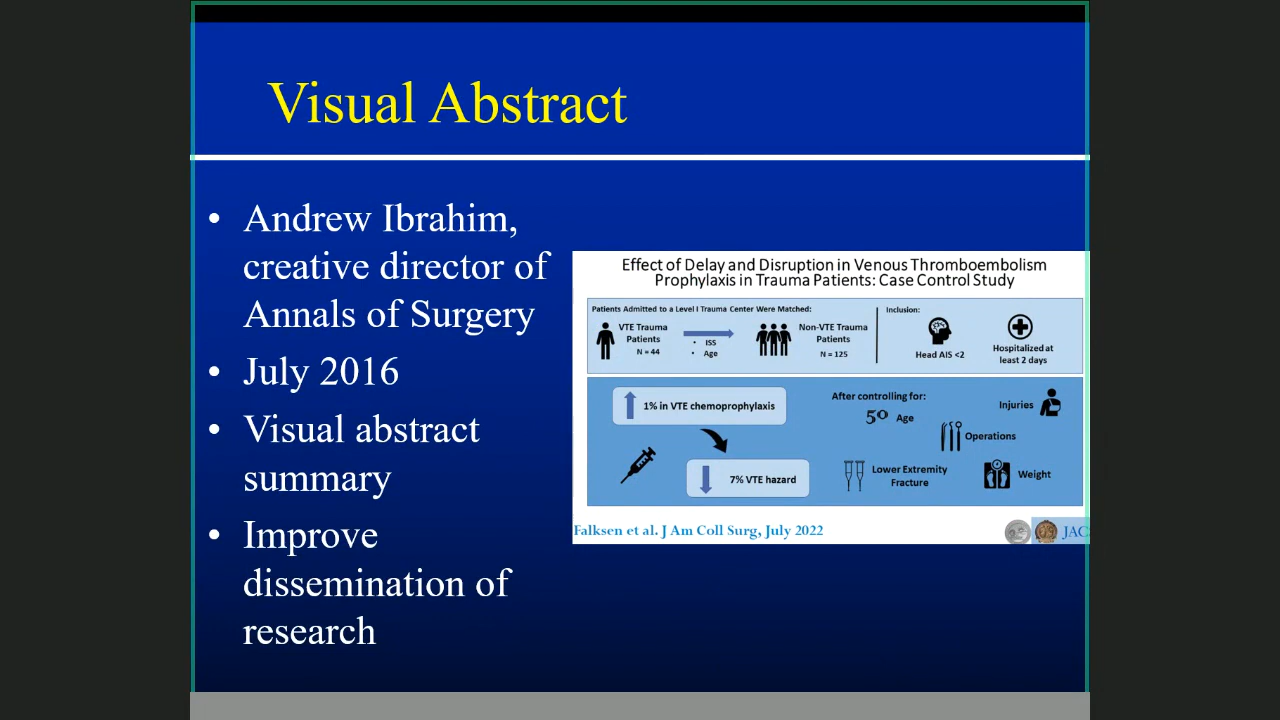 Visual Abstract
• Andrew Ibrahim,
creative director of
Annals of Surgery
• July 2016
• Visual abstract
summary
• Improve
dissemination of
research
Effect of Delay and Disruption in Venous Thromboembolism
Prophylaxis in Trauma Patients: Case Control Study
Patients Admitted to a Level I Trauma Center Were Matched:
VTE Trauma
Patients
N = 44
• ISS
• Age
Non-VTE Trauma
Patients
N = 125
Inclusion:
Head AIS <2
Hospitalized at
least 2 days
1% in VTE chemoprophylaxis
7% VTE hazard
After controlling for:
50 Age
Injuries
Operations
Lower Extremity
Fracture
Weight
Falksen et al. J Am Coll Surg, July 2022
JAC